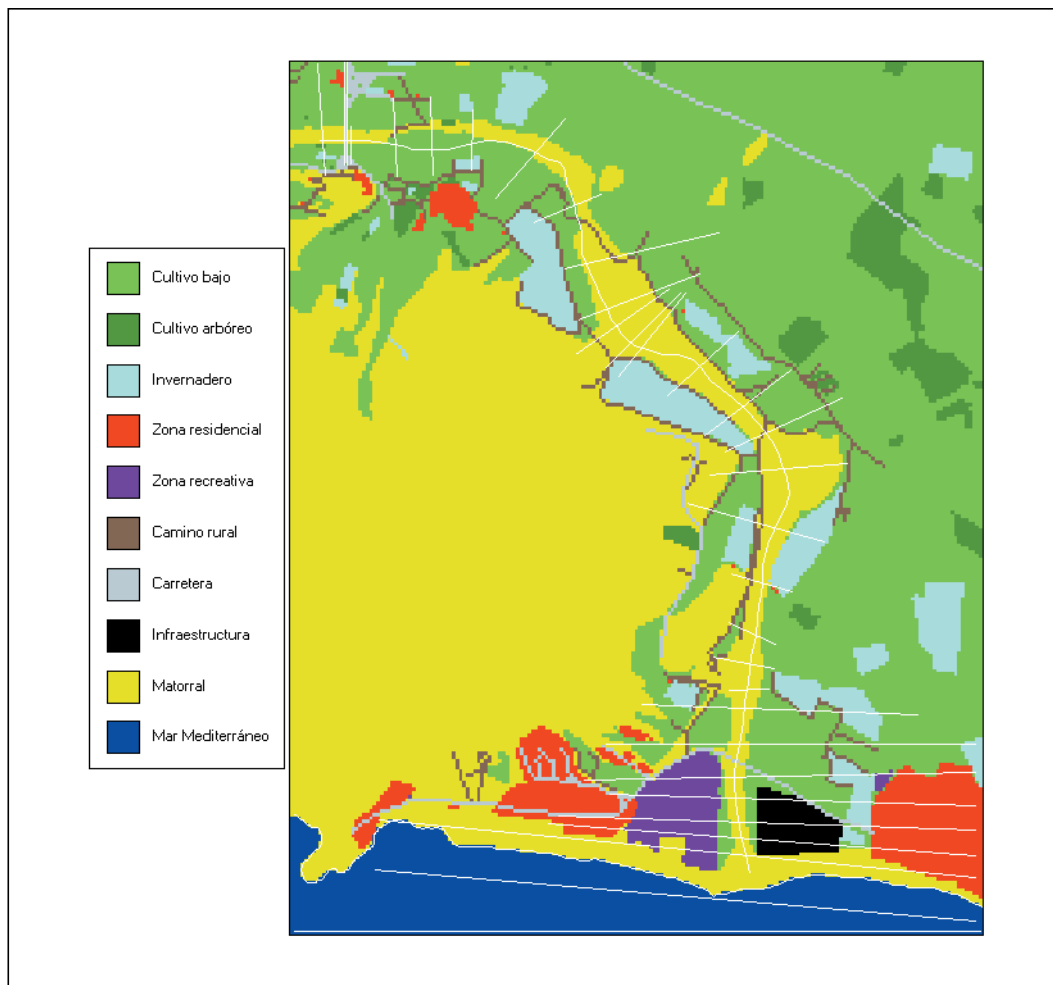 Cultivo bajo
Cultivo arbóreo
Invernadero
Zona residencial
Zona recreativa
Camino rural
Carretera
Infraestructura
Matorral
Mar Mediterráneo